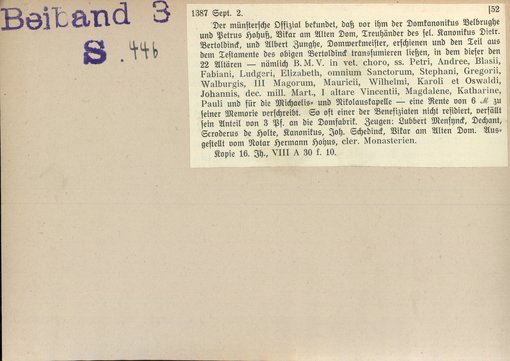 Beiband 3
S. 446
1387 Sept. 2. [52
Der münstersche Offizial bekundet, daß vor ihm der Domkanonikus Belbrughe
und Petrus Hohuß, Vikar am Alten Dom, Treuhänder des sel. Kanonikus Dietr.
Bertoldinck, und Albert Junghe, Domwerkmeister, erschienen und den Teil aus
dem Testamente des obigen Bertoldinck transsumieren ließen, in dem dieser den
22 Altären — nämlich B. M. V. in vet. choro, ss. Petri, Andree, Blasii,
Fabiani, Ludgeri, Elizabeth, omnium Sanctorum, Stephani, Gregorii,
Walburgis, III Magorum, Mauricii, Wilhelmi, Karoli et Oswaldi,
Johannis, dec. mill. Mart., I altare Vincentii, Magdalene, Katharine,
Pauli und für die Michaelis- und Nikolauskapelle — eine Rente von 6 M zu
seiner Memorie verschreibt. So oft einer der Benefiziaten nicht residiert, verfällt
sein Anteil von 3 Pf. an die Domfabrik. Zeugen: Lubbert Mensynck, Dechant,
Scroderus de Holte, Kanonikus, Joh. Schedinck, Vikar am Alten Dom. Aus-
gestellt vom Notar Hermann Hohus, cler. Monasterien.
Kopie 16. Jh., VIII A 30 f. 10.